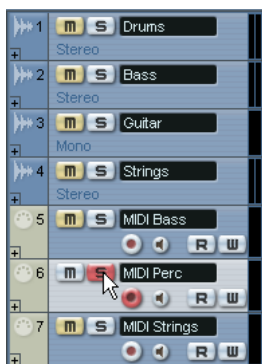 1 m S Drums
Stereo
2 m S Bass
Stereo
3 m S Guitar
Mono
4 m S Strings
Stereo
5 m S MIDI Bass
R W
6 m S MIDI Perc
R W
7 m S MIDI Strings
R W